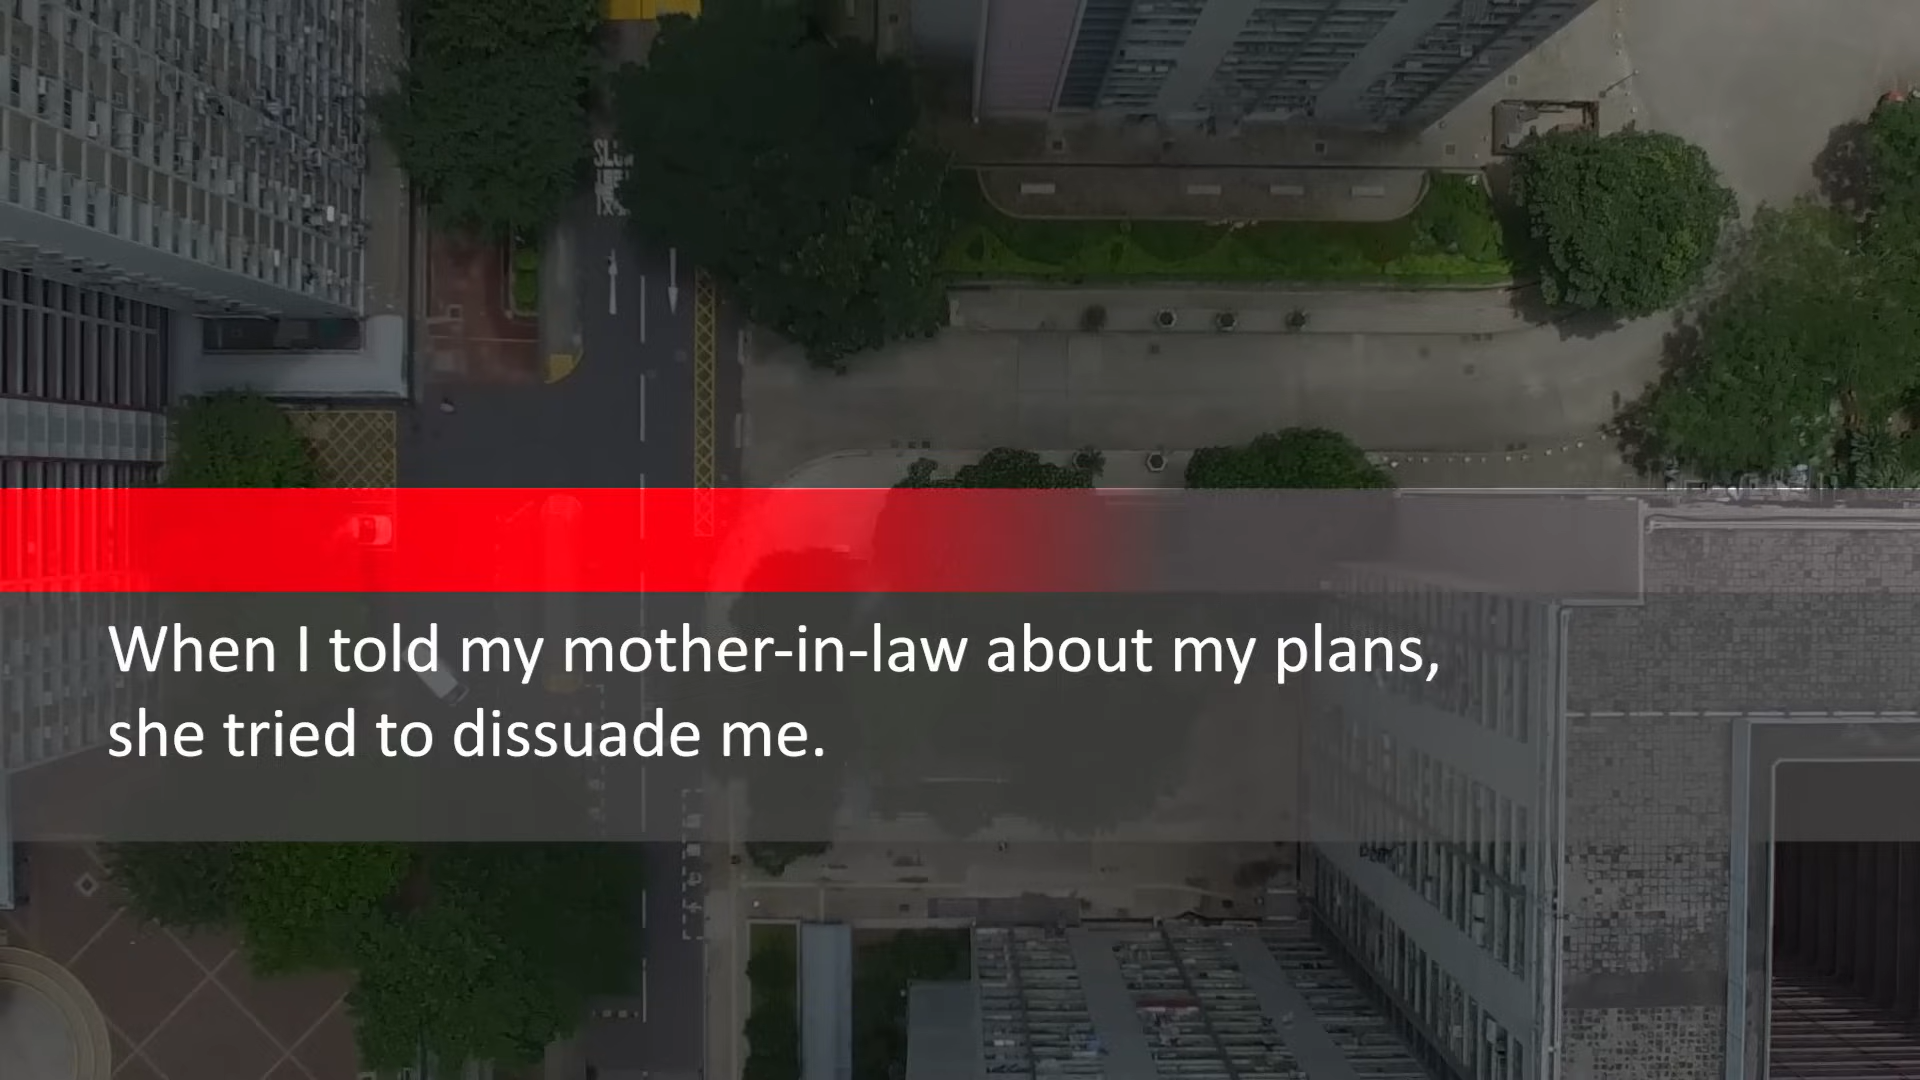 When I told my mother-in-law about my plans,
she tried to dissuade me.